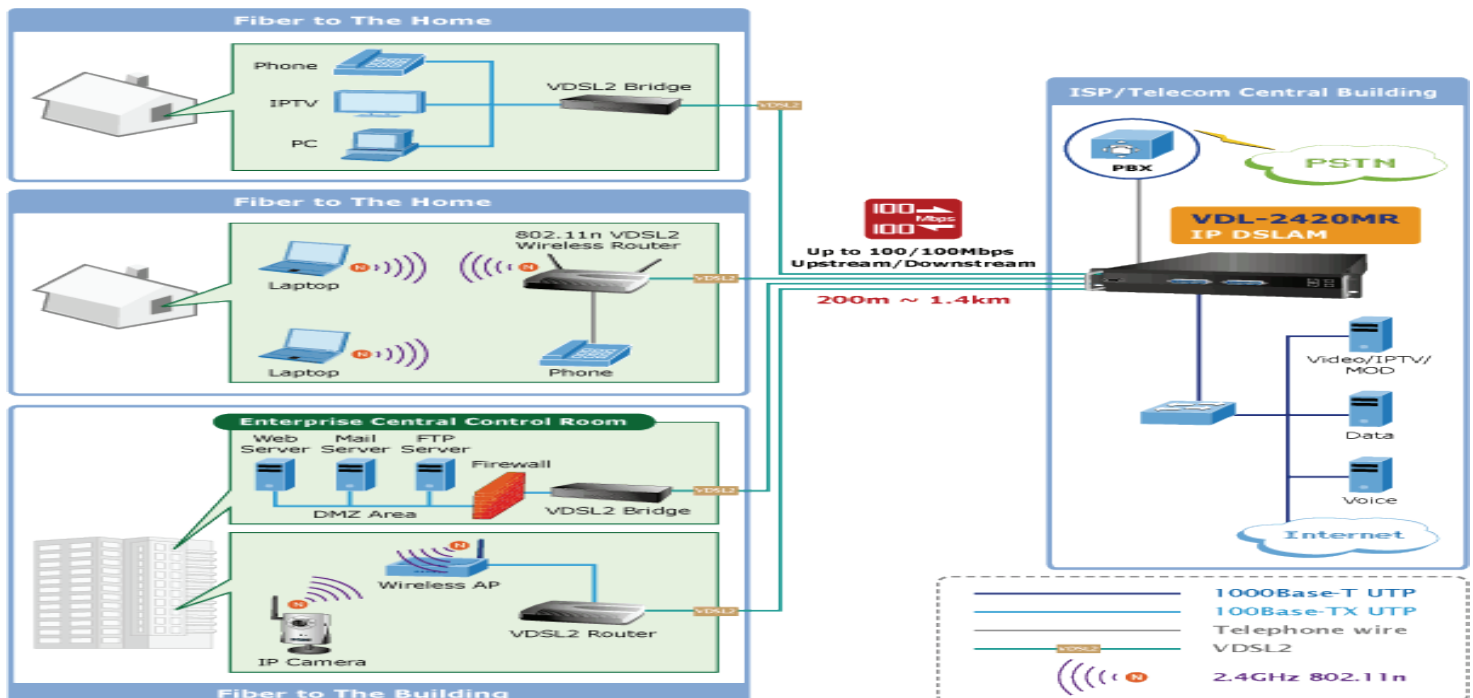 Fiber to The Home
Phone
IPTV
PC
VDSL2 Bridge
VDSL2
Fiber to The Home
802.11n VDSL2
Wireless Router
N
N
Laptop
VDSL2
N
Laptop
Phone
Enterprise Central Control Room
Web
Server
Mail
Server
FTP
Server
Firewall
DMZ Area
VDSL2 Bridge
VDSL2
N
Wireless AP
N
IP Camera
VDSL2 Router
VDSL2
Fiber to The Building
100
Mbps
100
Up to 100/100Mbps
Upstream/Downstream
200m ~ 1.4km
ISP/Telecom Central Building
PBX
PSTN
VDL-2420MR
IP DSLAM
Video/IPTV/
MOD
Data
Voice
Internet
1000Base-T UTP
100Base-TX UTP
Telephone wire
VDSL2
VDSL2
N
2.4GHz 802.11n